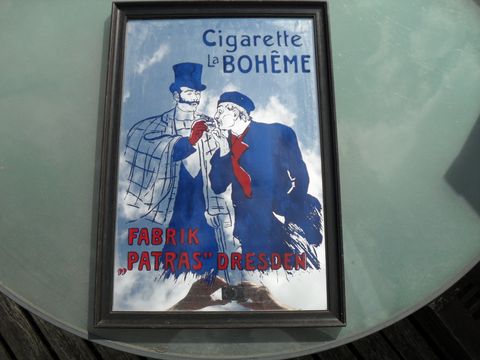 Cigarette
La BOHÊME
FABRIK
„PATRAS“ DRESDEN